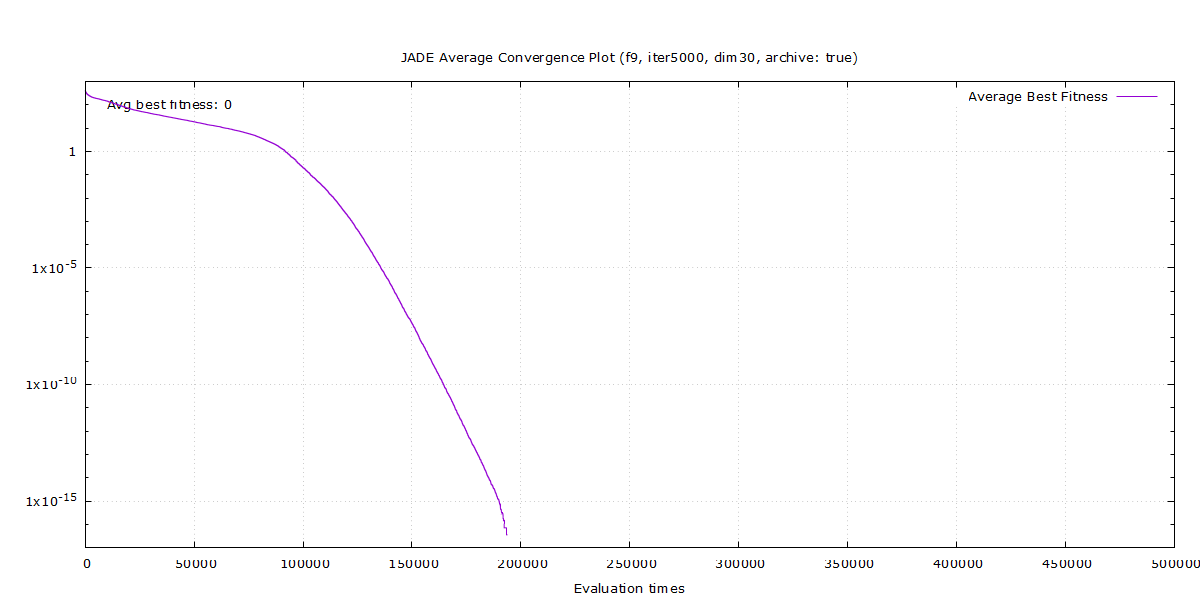 JADE Average Convergence Plot (f9, iter5000, dim30, archive: true)
Avg best fitness: 0
Average Best Fitness
1
1x10^-5
1x10^-10
1x10^-15
0 50000 100000 150000 200000 250000 300000 350000 400000 450000 500000
Evaluation times